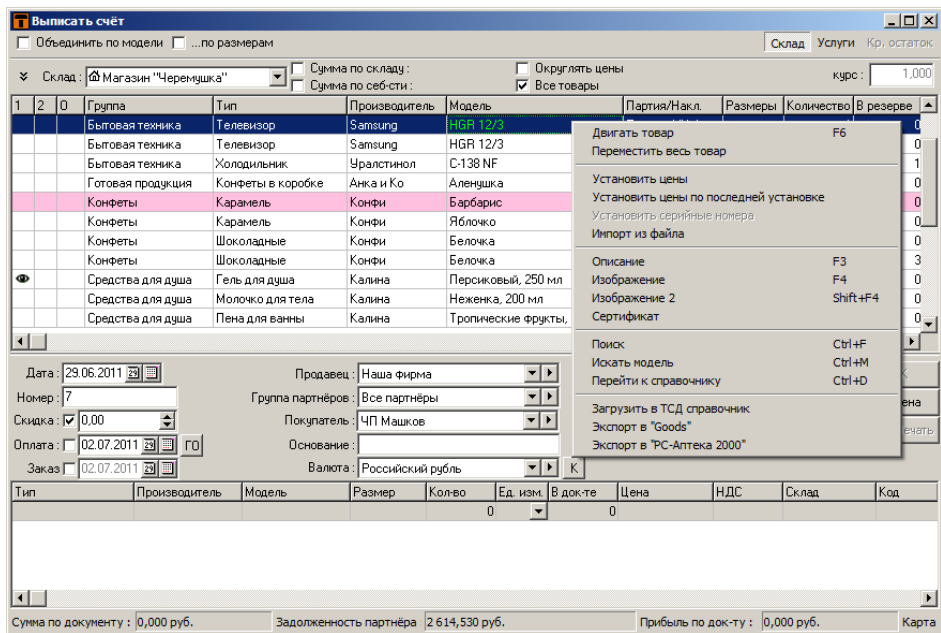 Выписать счёт
Объединить по модели ...по размерам Склад Услуги Кр. остаток
Склад : Магазин "Черемушка" Сумма по складу : Округлять цены курс : 1,000
Сумма по себ-сти : Все товары
1 2 0 Группа Тип Производитель Модель Партия/Накл. Размеры Количество В резерве
Бытовая техника Телевизор Samsung HGR 12/3 0
Бытовая техника Телевизор Samsung HGR 12/3 0
Бытовая техника Холодильник Уралстинол C-138 NF 1
Готовая продукция Конфеты в коробке Анка и Ко Аленушка 0
Конфеты Карамель Конфи Барбарис 0
Конфеты Карамель Конфи Яблочко 0
Конфеты Шоколадные Конфи Белочка 0
Конфеты Шоколадные Конфи Белочка 3
Средства для душа Гель для душа Калина Персиковый, 250 мл 0
Средства для душа Молочко для тела Калина Неженка, 200 мл 0
Средства для душа Пена для ванны Калина Тропические фрукты, 0
Двигать товар F6
Переместить весь товар
Установить цены
Установить цены по последней установке
Установить серийные номера
Импорт из файла
Описание F3
Изображение F4
Изображение 2 Shift+F4
Сертификат
Поиск Ctrl+F
Искать модель Ctrl+M
Перейти к справочнику Ctrl+D
Загрузить в ТСД справочник
Экспорт в "Goods"
Экспорт в "PC-Аптека 2000"
Дата : 29.06.2011 Продавец : Наша фирма
Номер : 7 Группа партнёров : Все партнёры
Скидка : 0,00 Покупатель : ЧП Машков
Оплата : 02.07.2011 ГО Основание :
Заказ 02.07.2011 Валюта : Российский рубль К
Тип Производитель Модель Размер Кол-во Ед. изм. В док-те Цена НДС Склад Код
0 0
Сумма по документу : 0,000 руб. Задолженность партнёра 2 614,530 руб. Прибыль по док-ту : 0,000 руб. Карта